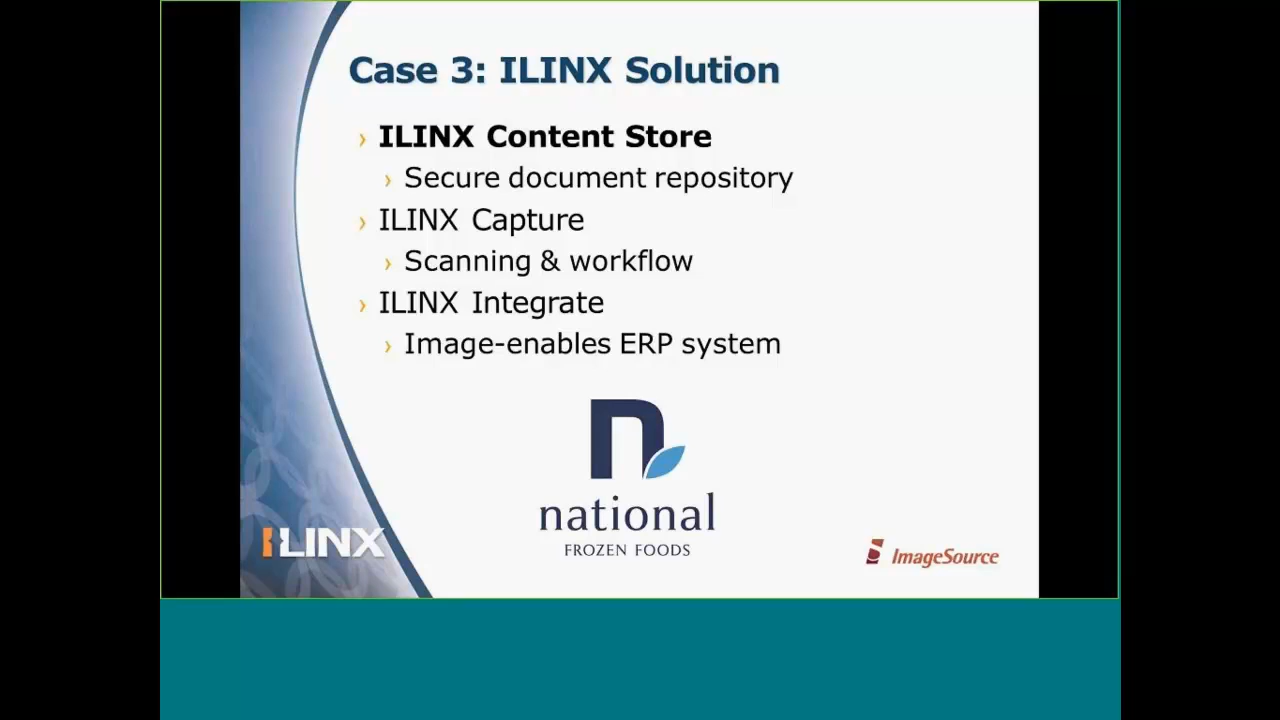 Case 3: ILINX Solution
› ILINX Content Store
› Secure document repository
› ILINX Capture
› Scanning & workflow
› ILINX Integrate
› Image-enables ERP system
n
national
FROZEN FOODS
ILINX
ImageSource